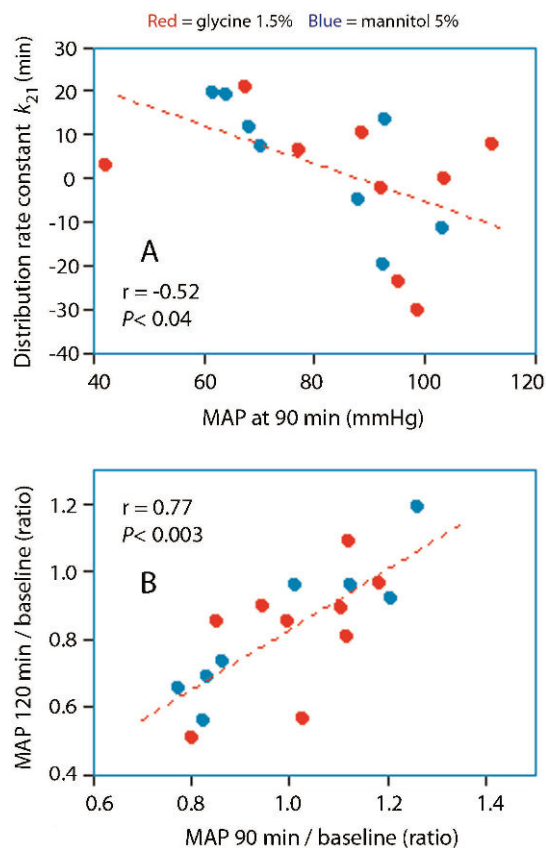 Red = glycine 1.5% Blue = mannitol 5%
Distribution rate constant k21 (min)
30
20
10
0
-10
-20
-30
-40
A
r = -0.52
P< 0.04
40
60
80
100
120
MAP at 90 min (mmHg)
MAP 120 min / baseline (ratio)
1.2
1.0
0.8
0.6
0.4
r = 0.77
P< 0.003
B
0.6
0.8
1.0
1.2
1.4
MAP 90 min / baseline (ratio)